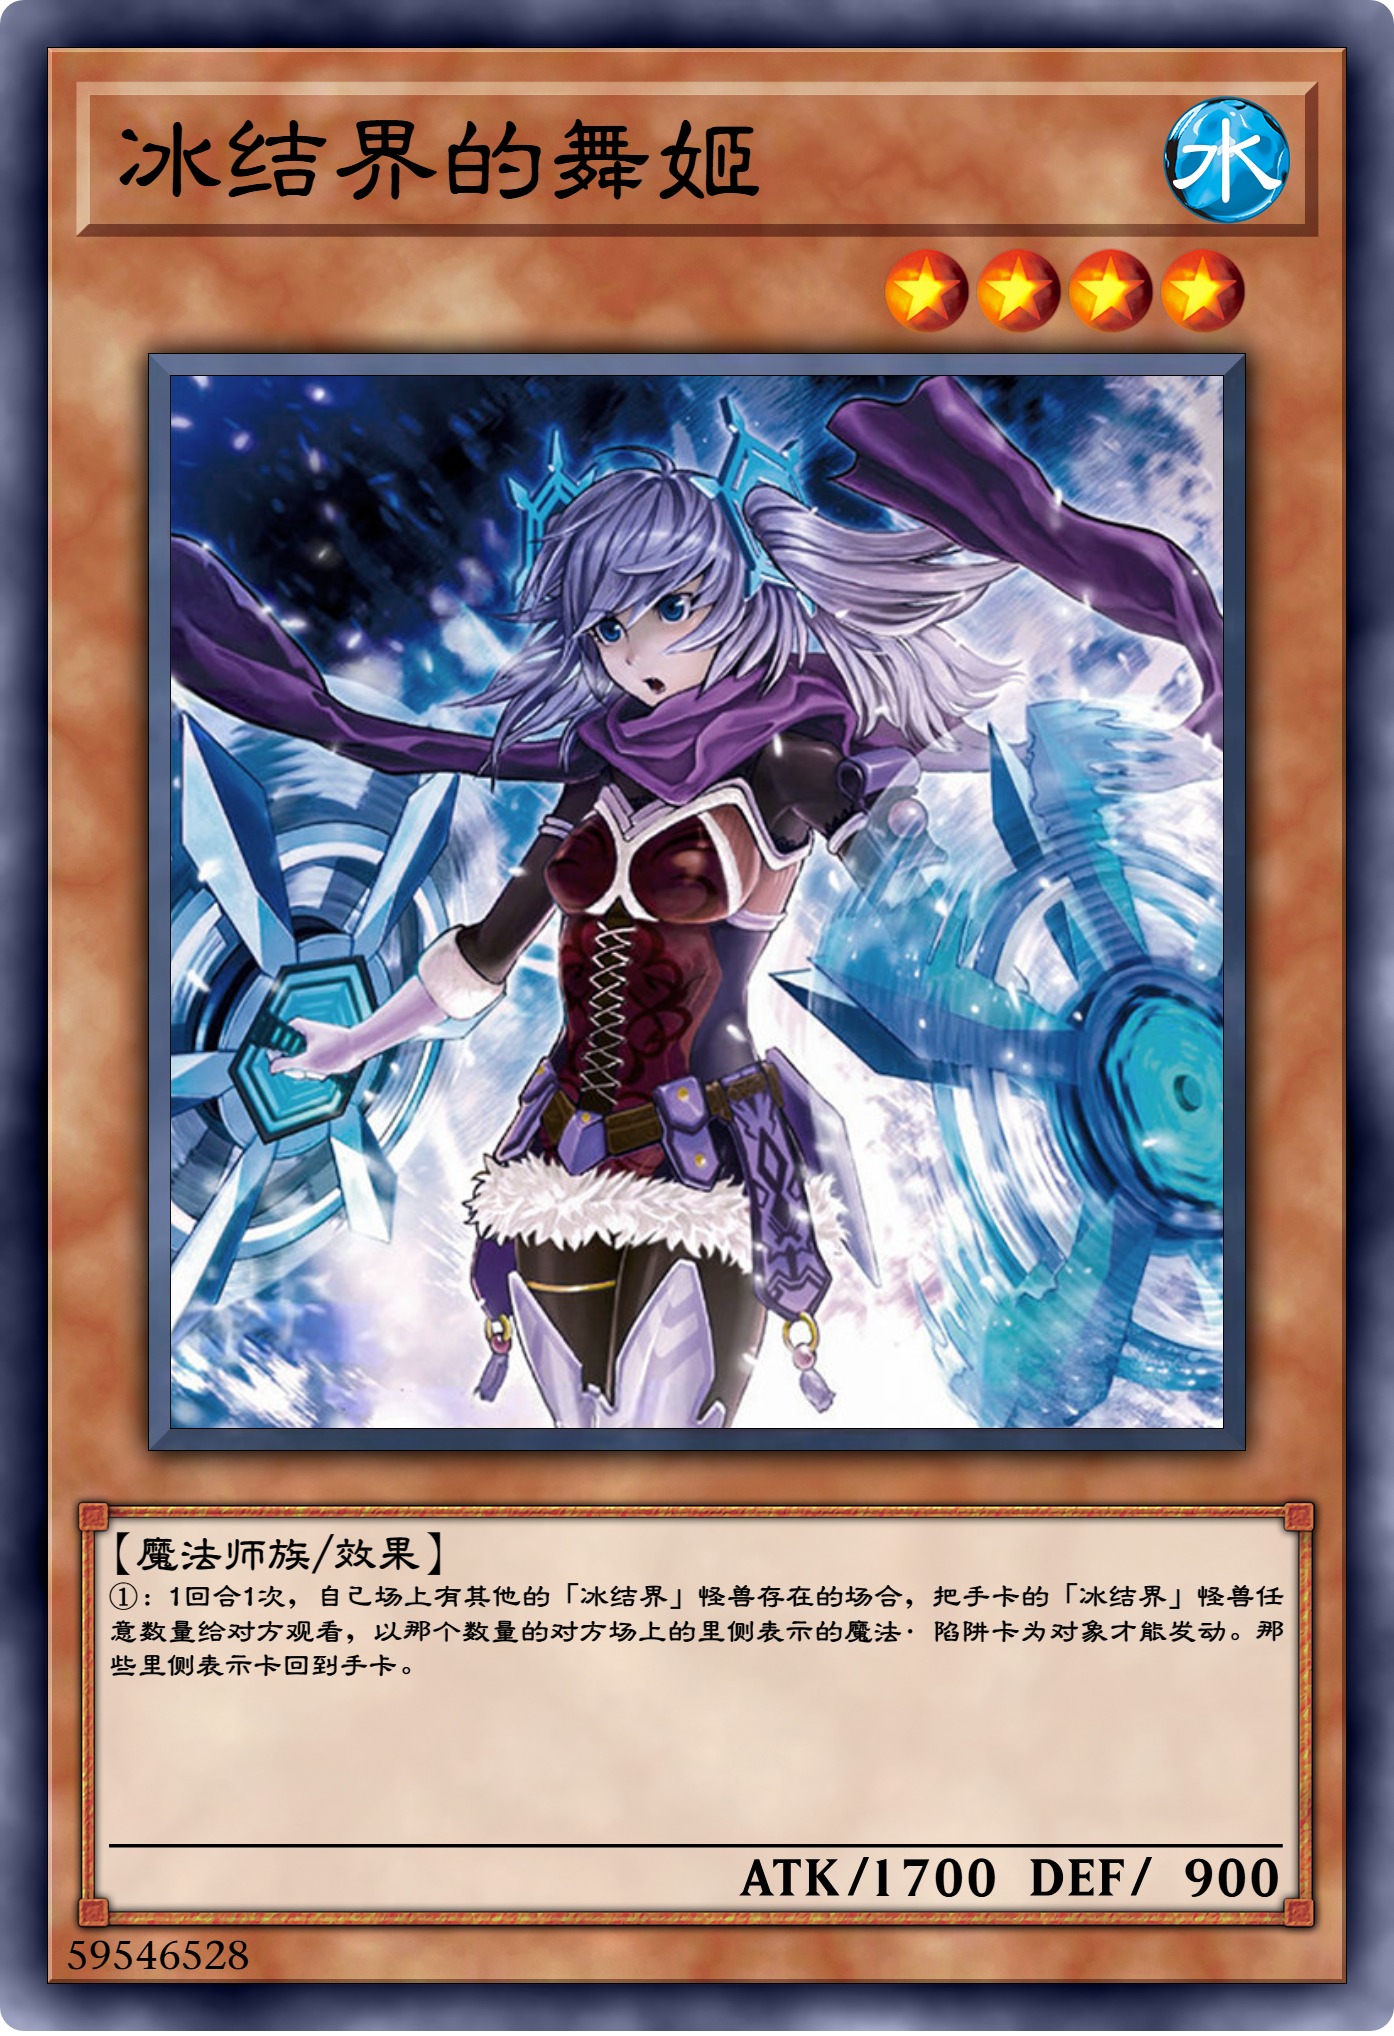 冰结界的舞姬
水
【魔法师族/效果】
①：1回合1次，自己场上有其他的「冰结界」怪兽存在的场合，把手卡的「冰结界」怪兽任
意数量给对方观看，以那个数量的对方场上的里侧表示的魔法·陷阱卡为对象才能发动。那
些里侧表示卡回到手卡。
ATK/1700 DEF/ 900
59546528